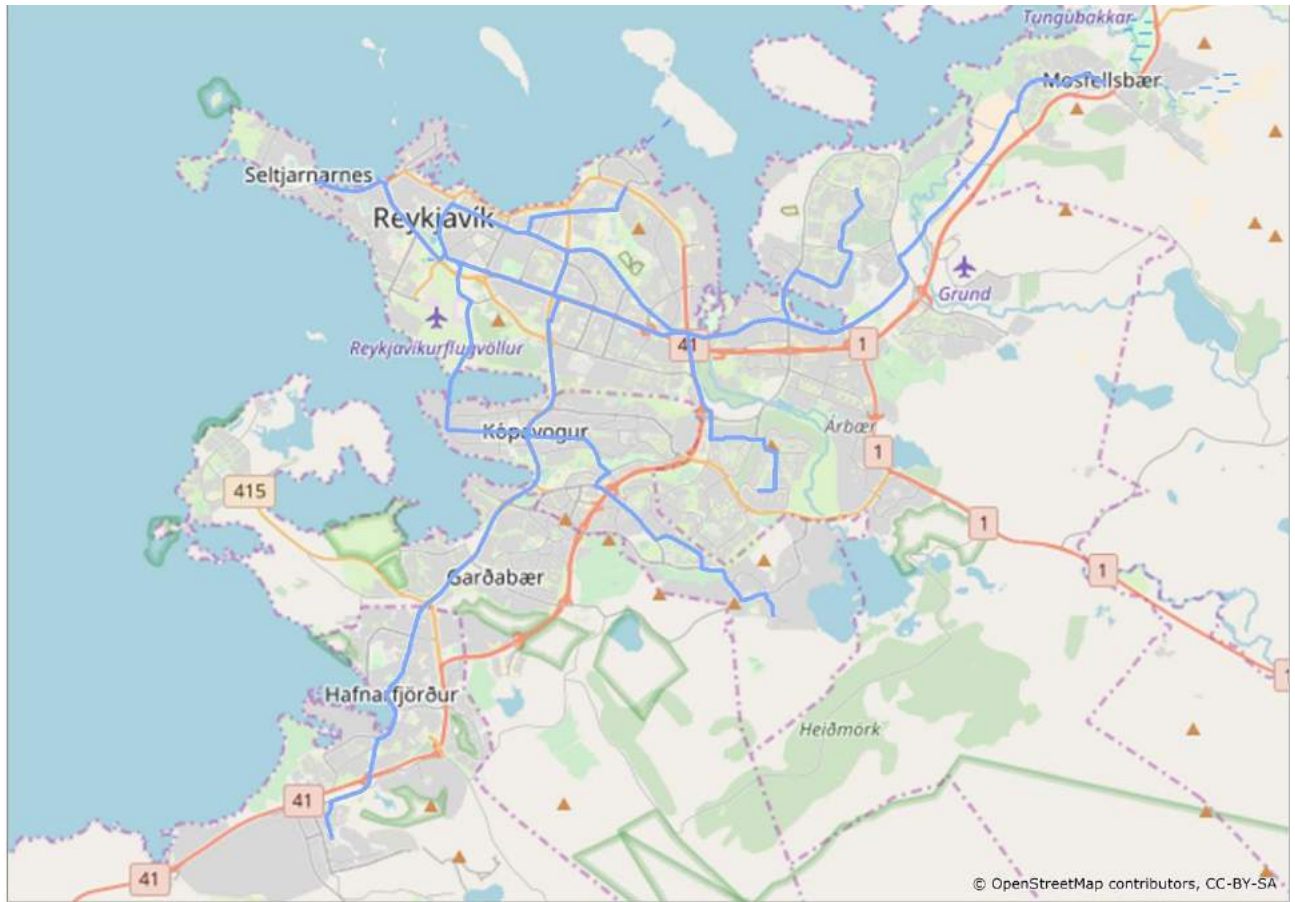 Tungubakkar
Mosfellsbær
Seltjarnarnes
Reykjavík
Grund
Reykjavíkurflugvöllur
41
1
Kópavogur
Árbær
1
415
1
1
Garðabær
1
Hafnarfjörður
Heiðmörk
41
41
© OpenStreetMap contributors, CC-BY-SA